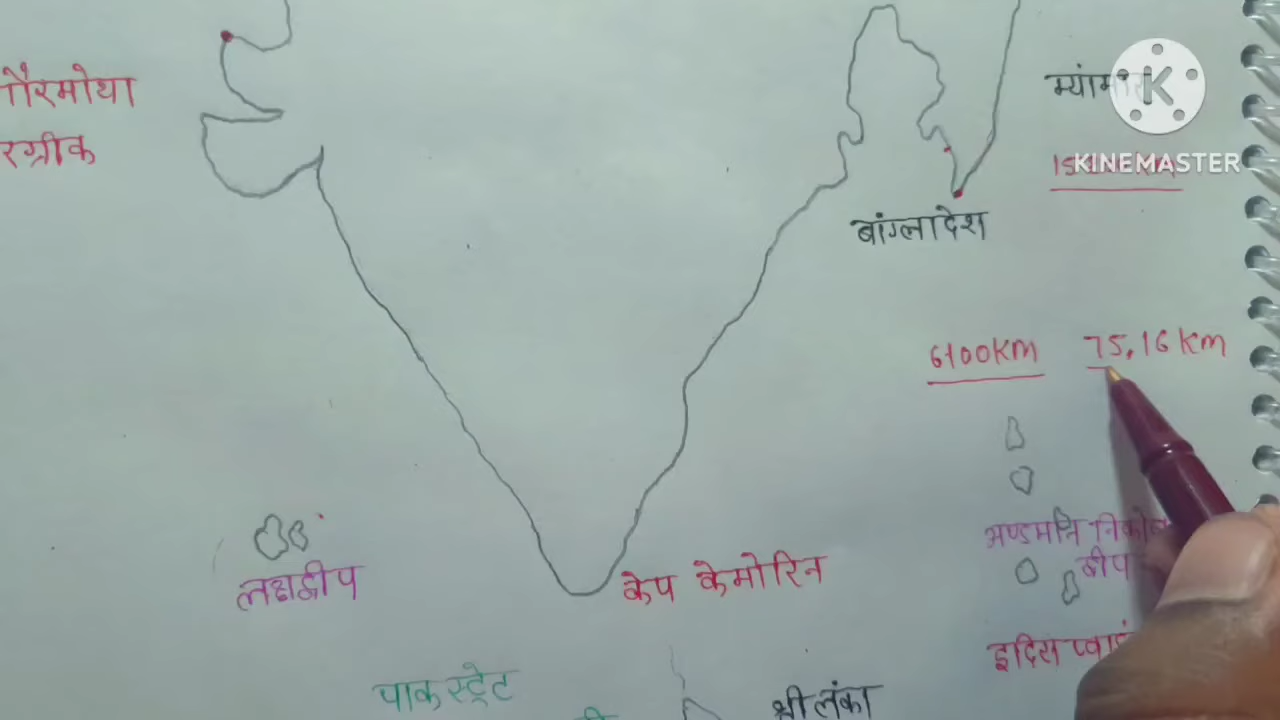 गैरमोथा
रग्रीक
बांग्लादेश
6100KM 75.16 KM
लक्षद्वीप
केप केमोरिन
द्वीप
पाक स्ट्रेट
श्रीलंका
K
KINEMASTER